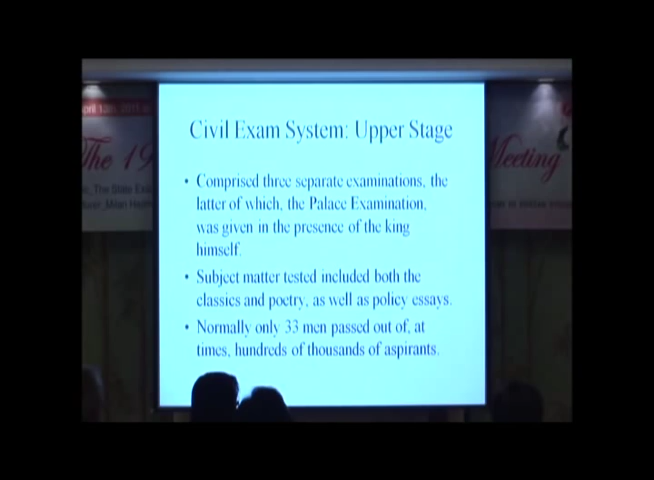 Civil Exam System: Upper Stage
• Comprised three separate examinations, the
latter of which, the Palace Examination,
was given in the presence of the king
himself.
• Subject matter tested included both the
classics and poetry, as well as policy essays.
• Normally only 33 men passed out of, at
times, hundreds of thousands of aspirants.
The 19
Meeting